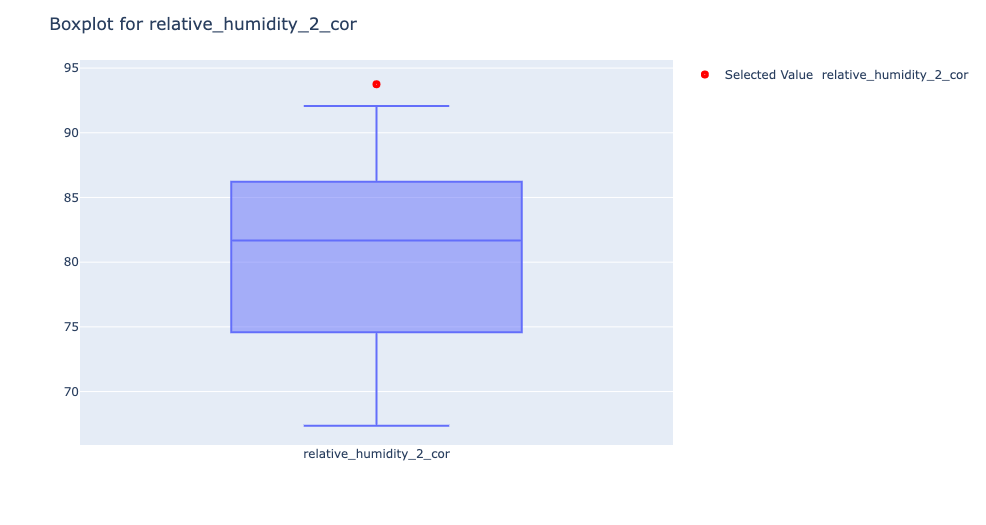 Boxplot for relative_humidity_2_cor
95
90
85
80
75
70
relative_humidity_2_cor
Selected Value  relative_humidity_2_cor